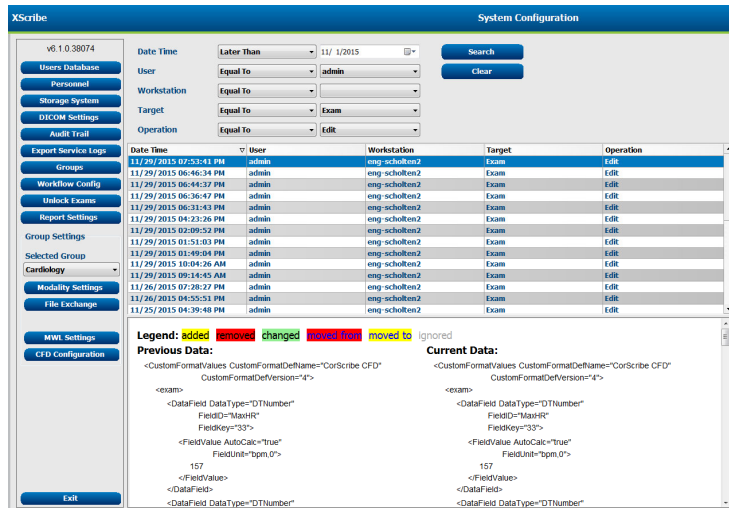 XScribe System Configuration
v6.1.0.38074
Users Database
Personnel
Storage System
DICOM Settings
Audit Trail
Export Service Logs
Groups
Workflow Config
Unlock Exams
Report Settings
Group Settings
Selected Group
Cardiology
Modality Settings
File Exchange
MWL Settings
CFD Configuration
Exit
Date Time Later Than 11/ 1/2015 Search
User Equal To admin Clear
Workstation Equal To
Target Equal To Exam
Operation Equal To Edit
Date Time User Workstation Target Operation
11/29/2015 07:53:41 PM admin eng-scholten2 Exam Edit
11/29/2015 06:46:34 PM admin eng-scholten2 Exam Edit
11/29/2015 06:44:37 PM admin eng-scholten2 Exam Edit
11/29/2015 06:36:47 PM admin eng-scholten2 Exam Edit
11/29/2015 06:31:43 PM admin eng-scholten2 Exam Edit
11/29/2015 04:23:26 PM admin eng-scholten2 Exam Edit
11/29/2015 02:09:52 PM admin eng-scholten2 Exam Edit
11/29/2015 01:51:03 PM admin eng-scholten2 Exam Edit
11/29/2015 01:49:04 PM admin eng-scholten2 Exam Edit
11/29/2015 10:04:26 AM admin eng-scholten2 Exam Edit
11/29/2015 09:14:45 AM admin eng-scholten2 Exam Edit
11/26/2015 07:28:27 PM admin eng-scholten2 Exam Edit
11/26/2015 04:55:51 PM admin eng-scholten2 Exam Edit
11/25/2015 04:39:48 PM admin eng-scholten2 Exam Edit
Legend: added removed changed moved from moved to ignored
Previous Data:
<CustomFormatValues CustomFormatDefName="CorScribe CFD"
CustomFormatDefVersion="4">
<exam>
<DataField DataType="DTNumber"
FieldID="MaxHR"
FieldKey="33">
<FieldValue AutoCalc="true"
FieldUnit="bpm,0">
157
</FieldValue>
</DataField>
<DataField DataType="DTNumber"
Current Data:
<CustomFormatValues CustomFormatDefName="CorScribe CFD"
CustomFormatDefVersion="4">
<exam>
<DataField DataType="DTNumber"
FieldID="MaxHR"
FieldKey="33">
<FieldValue AutoCalc="true"
FieldUnit="bpm,0">
157
</FieldValue>
</DataField>
<DataField DataType="DTNumber"